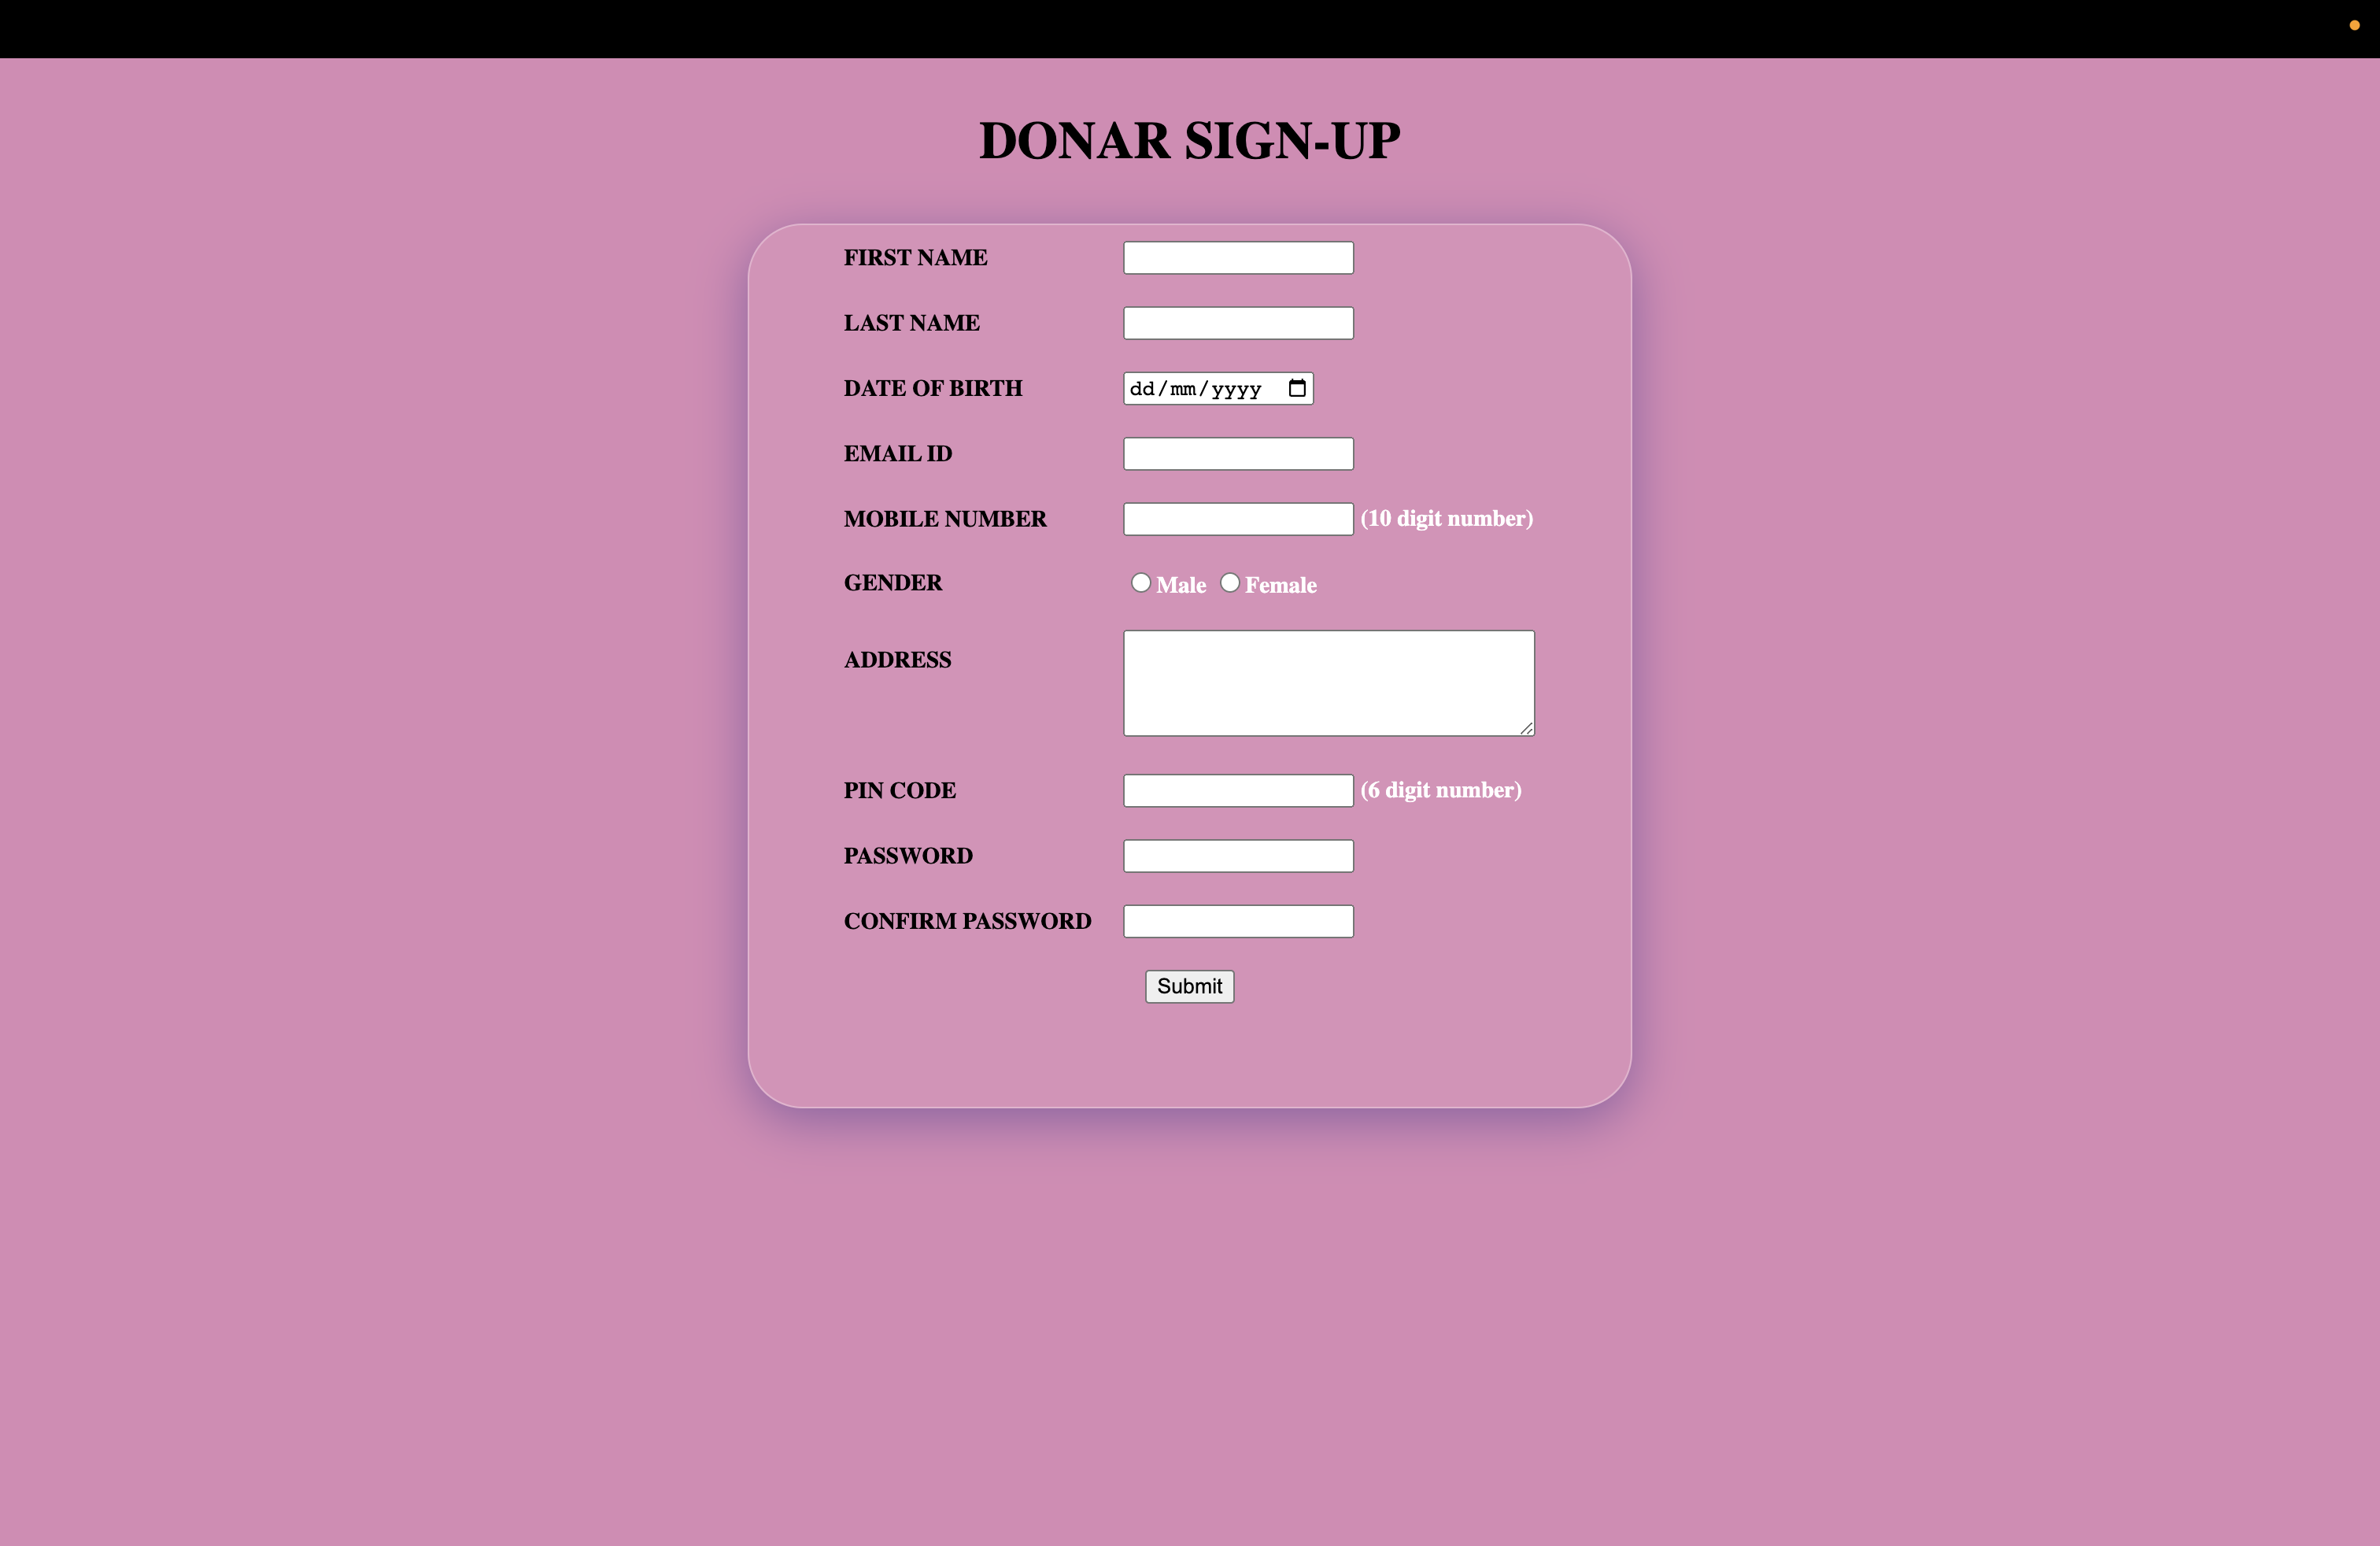 DONAR SIGN-UP
FIRST NAME
LAST NAME
DATE OF BIRTH dd/mm/yyyy
EMAIL ID
MOBILE NUMBER (10 digit number)
GENDER Male Female
ADDRESS
PIN CODE (6 digit number)
PASSWORD
CONFIRM PASSWORD
Submit